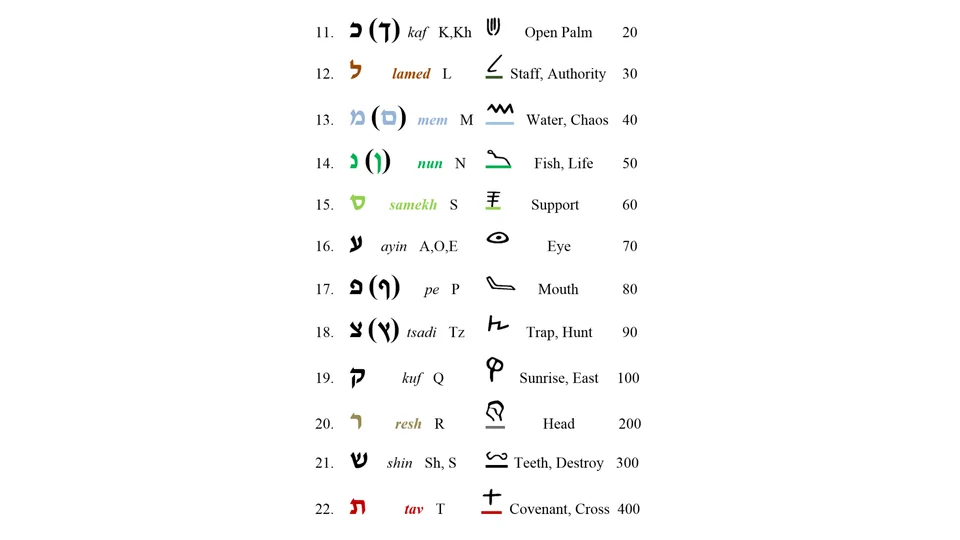 11. כ (ך) kaf K,Kh Open Palm 20
12. ל lamed L Staff, Authority 30
13. מ (ם) mem M Water, Chaos 40
14. נ (ן) nun N Fish, Life 50
15. ס samekh S Support 60
16. ע ayin A,O,E Eye 70
17. פ (ף) pe P Mouth 80
18. צ (ץ) tsadi Tz Trap, Hunt 90
19. ק kuf Q Sunrise, East 100
20. ר resh R Head 200
21. ש shin Sh, S Teeth, Destroy 300
22. ת tav T Covenant, Cross 400